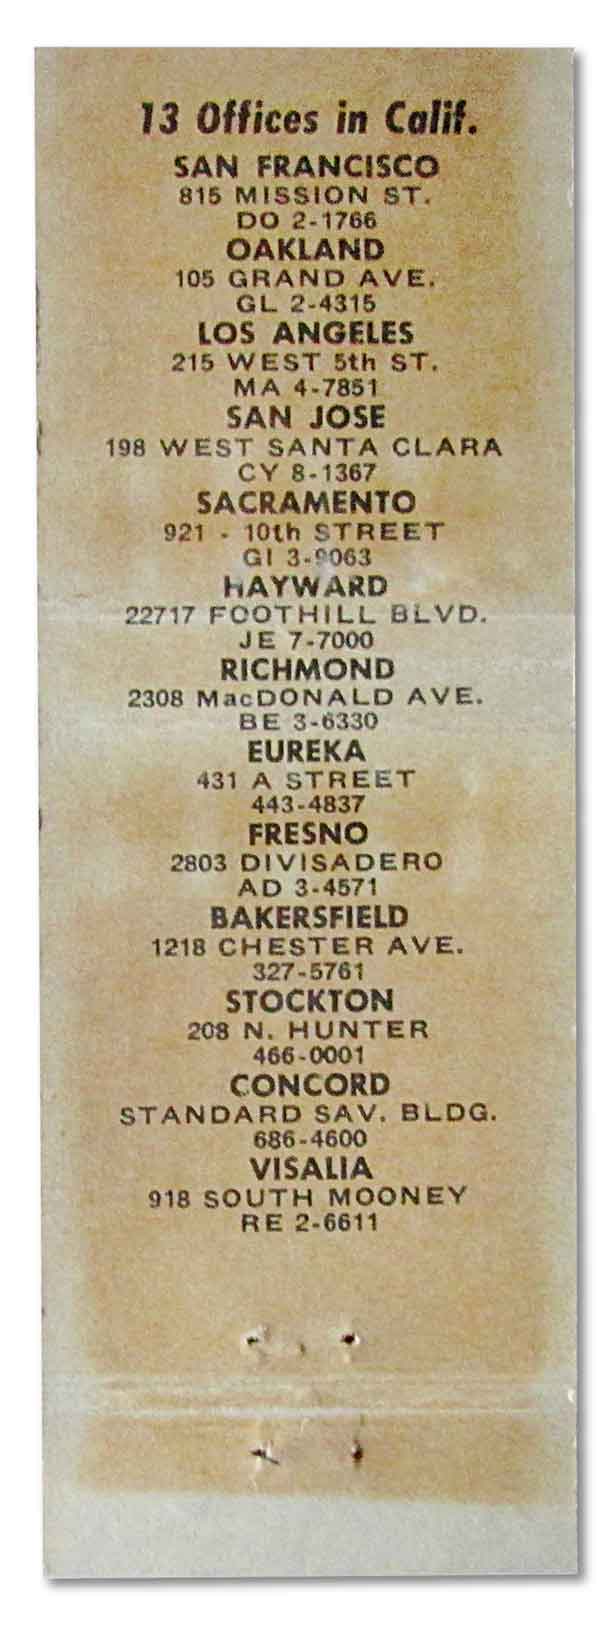 13 Offices in Calif.
SAN FRANCISCO
815 MISSION ST.
DO 2-1766
OAKLAND
105 GRAND AVE.
GL 2-4315
LOS ANGELES
215 WEST 5th ST.
MA 4-7851
SAN JOSE
198 WEST SANTA CLARA
CY 8-1367
SACRAMENTO
921 - 10th STREET
GI 3-9063
HAYWARD
22717 FOOTHILL BLVD.
JE 7-7000
RICHMOND
2308 MacDONALD AVE.
BE 3-6330
EUREKA
431 A STREET
443-4837
FRESNO
2803 DIVISADERO
AD 3-4571
BAKERSFIELD
1218 CHESTER AVE.
327-5761
STOCKTON
208 N. HUNTER
466-0001
CONCORD
STANDARD SAV. BLDG.
686-4600
VISALIA
918 SOUTH MOONEY
RE 2-6611